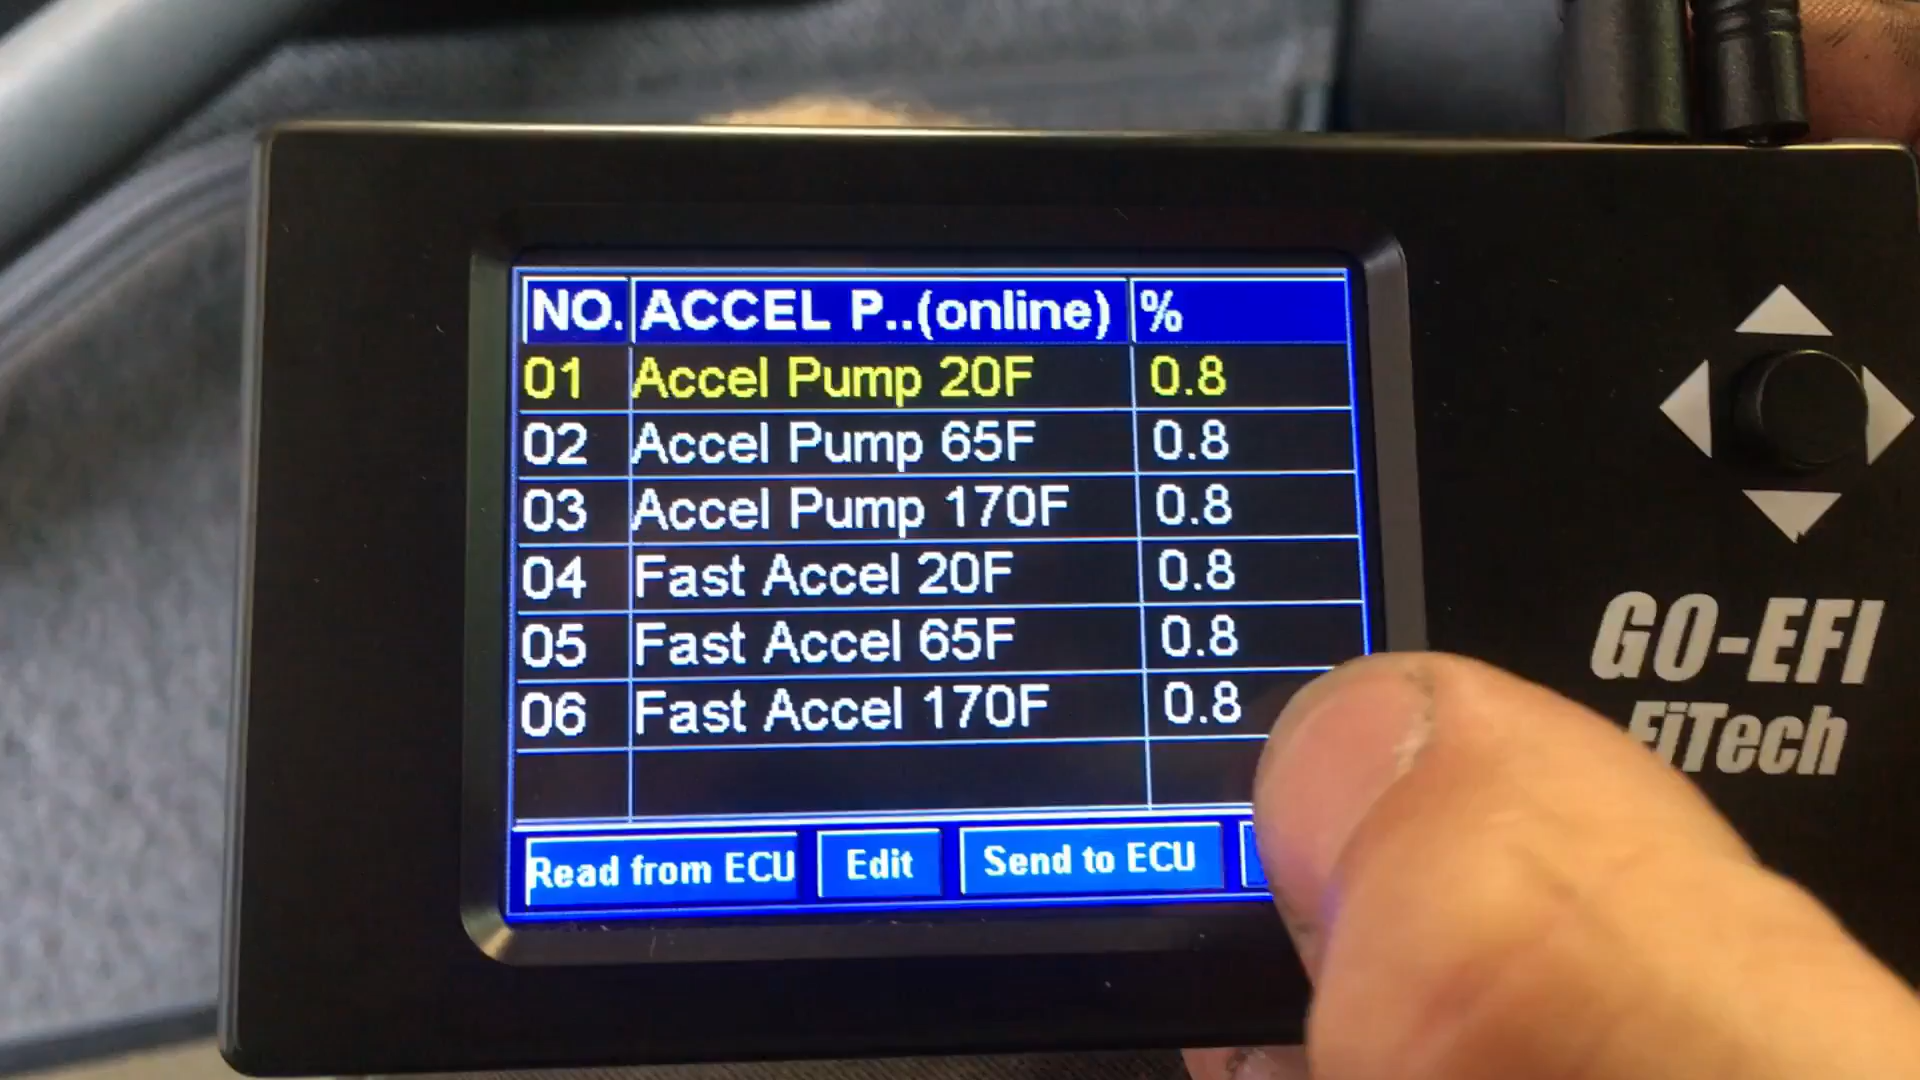 NO. ACCEL P..(online) %
01 Accel Pump 20F 0.8
02 Accel Pump 65F 0.8
03 Accel Pump 170F 0.8
04 Fast Accel 20F 0.8
05 Fast Accel 65F 0.8
06 Fast Accel 170F 0.8
Read from ECU Edit Send to ECU
GO-EFI
FiTech